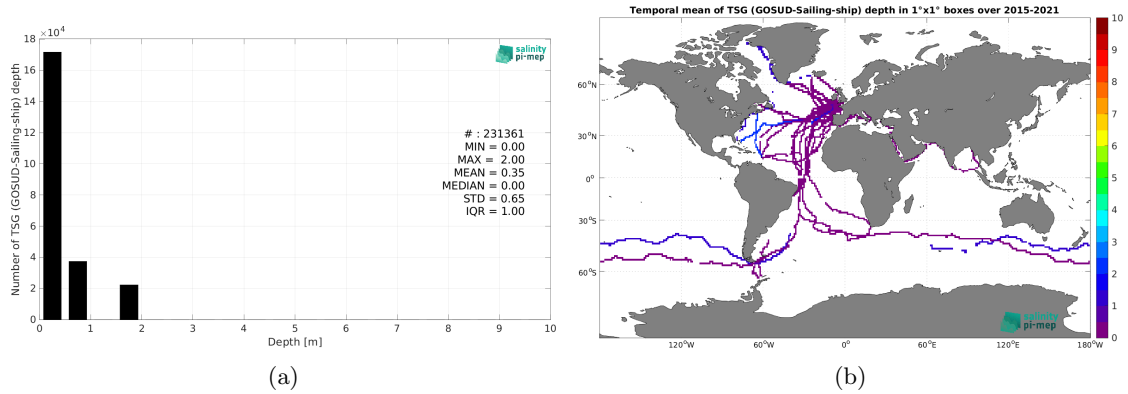 ×10⁴
18
16
14
12
10
8
6
4
2
0
Number of TSG (GOSUD-Sailing-ship) depth
0 1 2 3 4 5 6 7 8 9 10
Depth [m]
salinity
pi-mep
# : 231361
MIN = 0.00
MAX = 2.00
MEAN = 0.35
MEDIAN = 0.00
STD = 0.65
IQR = 1.00
(a)
Temporal mean of TSG (GOSUD-Sailing-ship) depth in 1°x1° boxes over 2015-2021
60°N
30°N
0°
30°S
60°S
120°W 60°W 0° 60°E 120°E 180°W
salinity
pi-mep
10
9
8
7
6
5
4
3
2
1
0
(b)